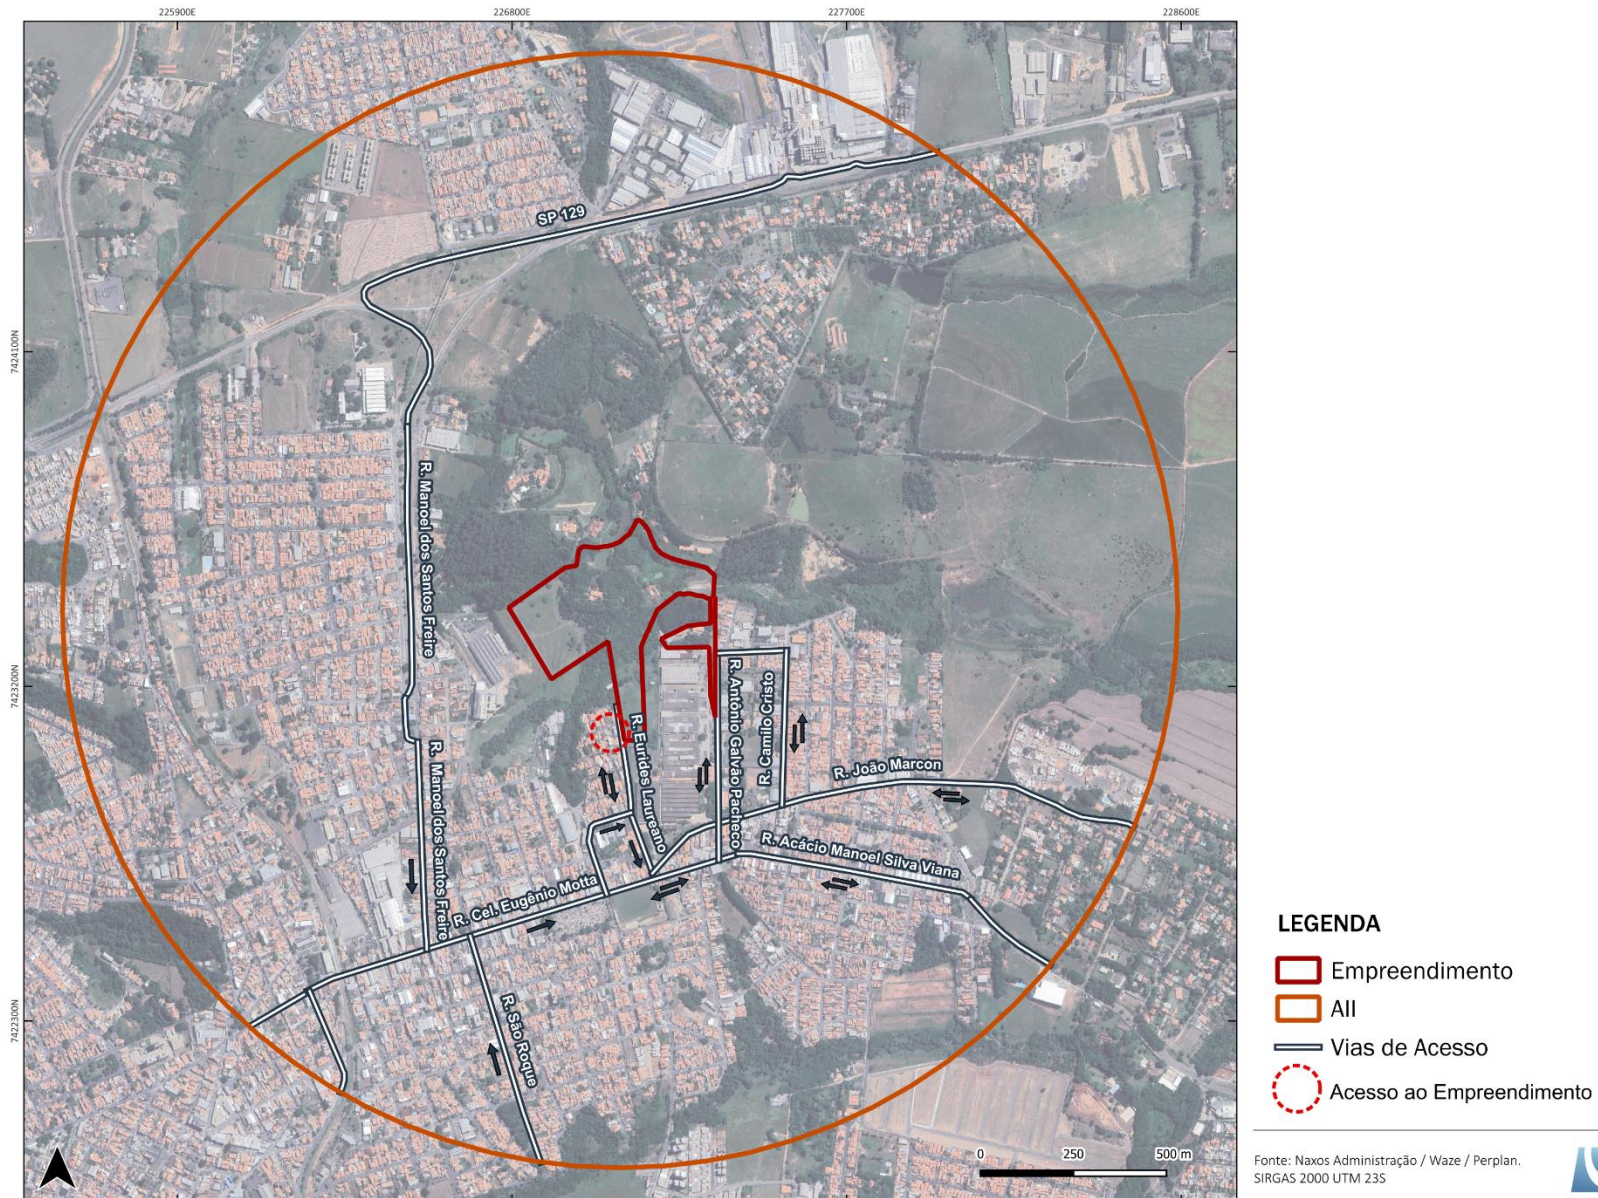 225900E
226800E
227700E
228600E
7424100N
7423200N
7422300N
SP 129
R. Manoel dos Santos Freire
R. Manoel dos Santos Freire
R. Eurides Laureano
R. Antônio Galvão Pacheco
R. Camilo Cristo
R. João Marcon
R. Acácio Manoel Silva Viana
R. Cel. Eugênio Motta
R. São Roque
0 250 500 m
LEGENDA
Empreendimento
AII
Vias de Acesso
Acesso ao Empreendimento
Fonte: Naxos Administração / Waze / Perplan.
SIRGAS 2000 UTM 23S